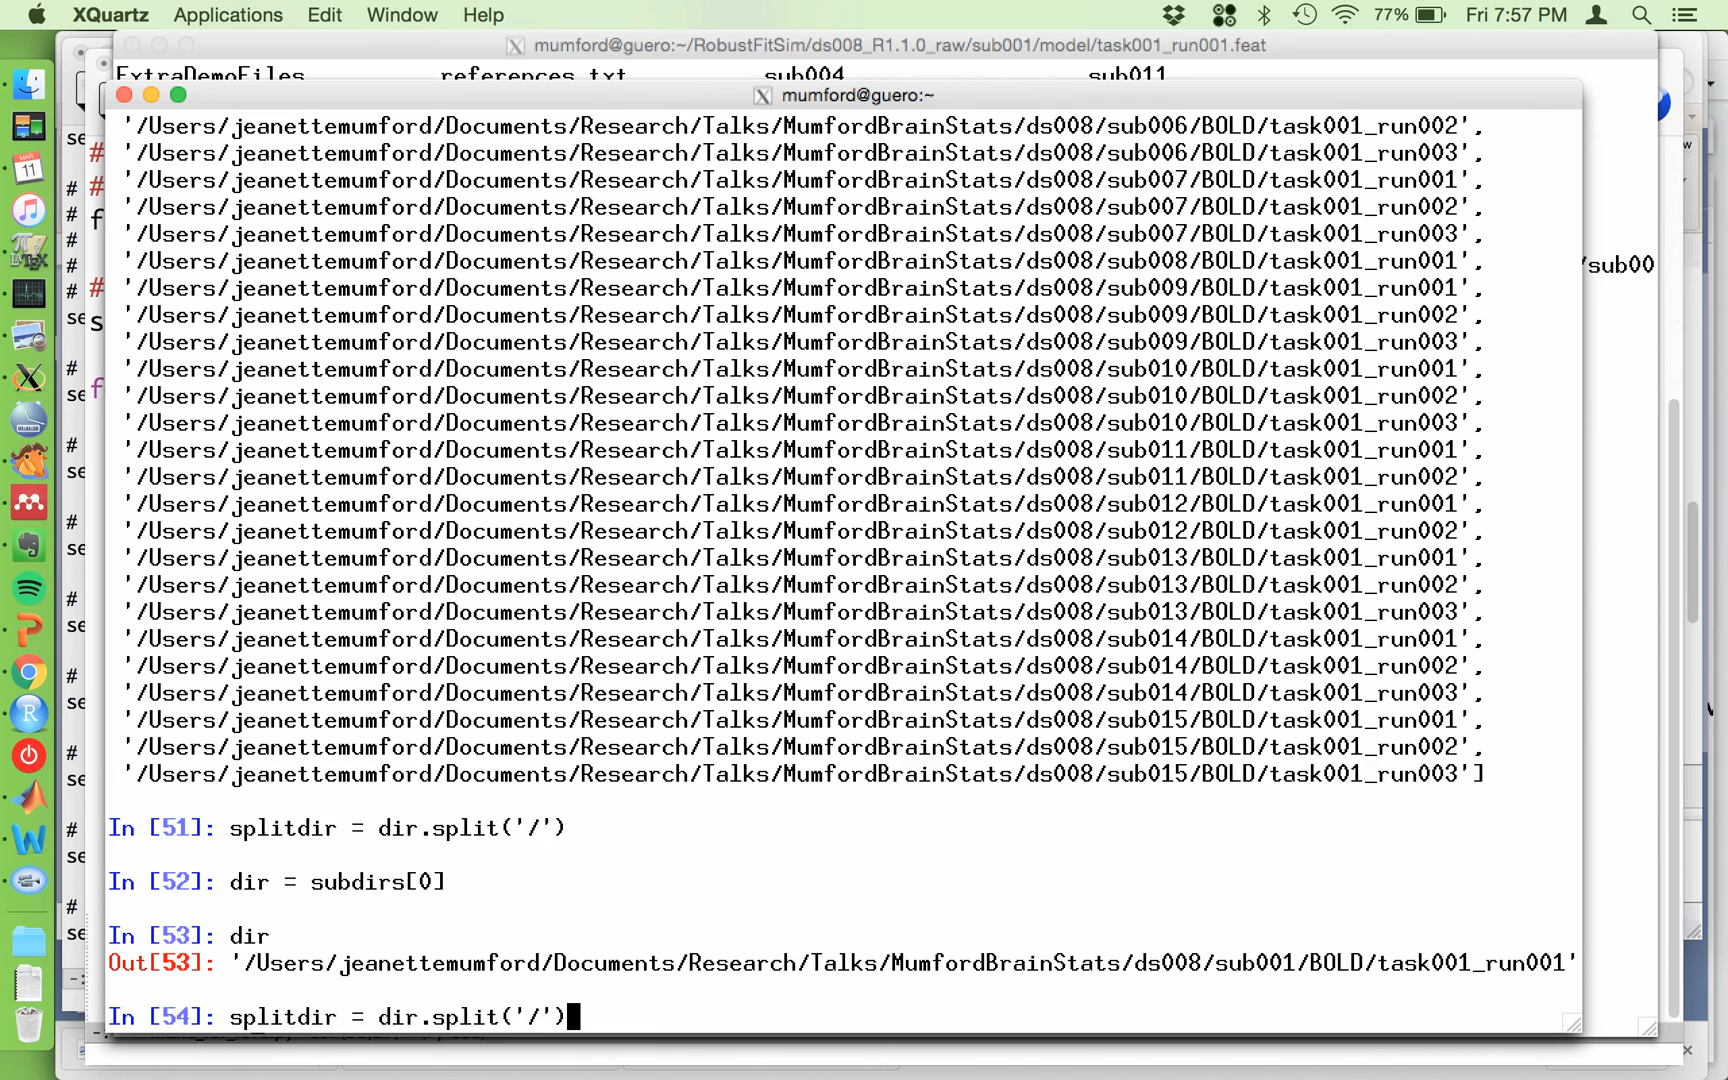 XQuartz Applications Edit Window Help 77% Fri 7:57 PM
mumford@guero:~/RobustFitSim/ds008_R1.1.0_raw/sub001/model/task001_run001.feat
ExtraDemoFiles references.txt sub004 sub011
mumford@guero:~
'/Users/jeanettemumford/Documents/Research/Talks/MumfordBrainStats/ds008/sub006/BOLD/task001_run002',
'/Users/jeanettemumford/Documents/Research/Talks/MumfordBrainStats/ds008/sub006/BOLD/task001_run003',
'/Users/jeanettemumford/Documents/Research/Talks/MumfordBrainStats/ds008/sub007/BOLD/task001_run001',
'/Users/jeanettemumford/Documents/Research/Talks/MumfordBrainStats/ds008/sub007/BOLD/task001_run002',
'/Users/jeanettemumford/Documents/Research/Talks/MumfordBrainStats/ds008/sub007/BOLD/task001_run003',
'/Users/jeanettemumford/Documents/Research/Talks/MumfordBrainStats/ds008/sub008/BOLD/task001_run001',
'/Users/jeanettemumford/Documents/Research/Talks/MumfordBrainStats/ds008/sub009/BOLD/task001_run001',
'/Users/jeanettemumford/Documents/Research/Talks/MumfordBrainStats/ds008/sub009/BOLD/task001_run002',
'/Users/jeanettemumford/Documents/Research/Talks/MumfordBrainStats/ds008/sub009/BOLD/task001_run003',
'/Users/jeanettemumford/Documents/Research/Talks/MumfordBrainStats/ds008/sub010/BOLD/task001_run001',
'/Users/jeanettemumford/Documents/Research/Talks/MumfordBrainStats/ds008/sub010/BOLD/task001_run002',
'/Users/jeanettemumford/Documents/Research/Talks/MumfordBrainStats/ds008/sub010/BOLD/task001_run003',
'/Users/jeanettemumford/Documents/Research/Talks/MumfordBrainStats/ds008/sub011/BOLD/task001_run001',
'/Users/jeanettemumford/Documents/Research/Talks/MumfordBrainStats/ds008/sub011/BOLD/task001_run002',
'/Users/jeanettemumford/Documents/Research/Talks/MumfordBrainStats/ds008/sub012/BOLD/task001_run001',
'/Users/jeanettemumford/Documents/Research/Talks/MumfordBrainStats/ds008/sub012/BOLD/task001_run002',
'/Users/jeanettemumford/Documents/Research/Talks/MumfordBrainStats/ds008/sub013/BOLD/task001_run001',
'/Users/jeanettemumford/Documents/Research/Talks/MumfordBrainStats/ds008/sub013/BOLD/task001_run002',
'/Users/jeanettemumford/Documents/Research/Talks/MumfordBrainStats/ds008/sub013/BOLD/task001_run003',
'/Users/jeanettemumford/Documents/Research/Talks/MumfordBrainStats/ds008/sub014/BOLD/task001_run001',
'/Users/jeanettemumford/Documents/Research/Talks/MumfordBrainStats/ds008/sub014/BOLD/task001_run002',
'/Users/jeanettemumford/Documents/Research/Talks/MumfordBrainStats/ds008/sub014/BOLD/task001_run003',
'/Users/jeanettemumford/Documents/Research/Talks/MumfordBrainStats/ds008/sub015/BOLD/task001_run001',
'/Users/jeanettemumford/Documents/Research/Talks/MumfordBrainStats/ds008/sub015/BOLD/task001_run002',
'/Users/jeanettemumford/Documents/Research/Talks/MumfordBrainStats/ds008/sub015/BOLD/task001_run003']
In [51]: splitdir = dir.split('/')
In [52]: dir = subdirs[0]
In [53]: dir
Out[53]: '/Users/jeanettemumford/Documents/Research/Talks/MumfordBrainStats/ds008/sub001/BOLD/task001_run001'
In [54]: splitdir = dir.split('/')
/sub00